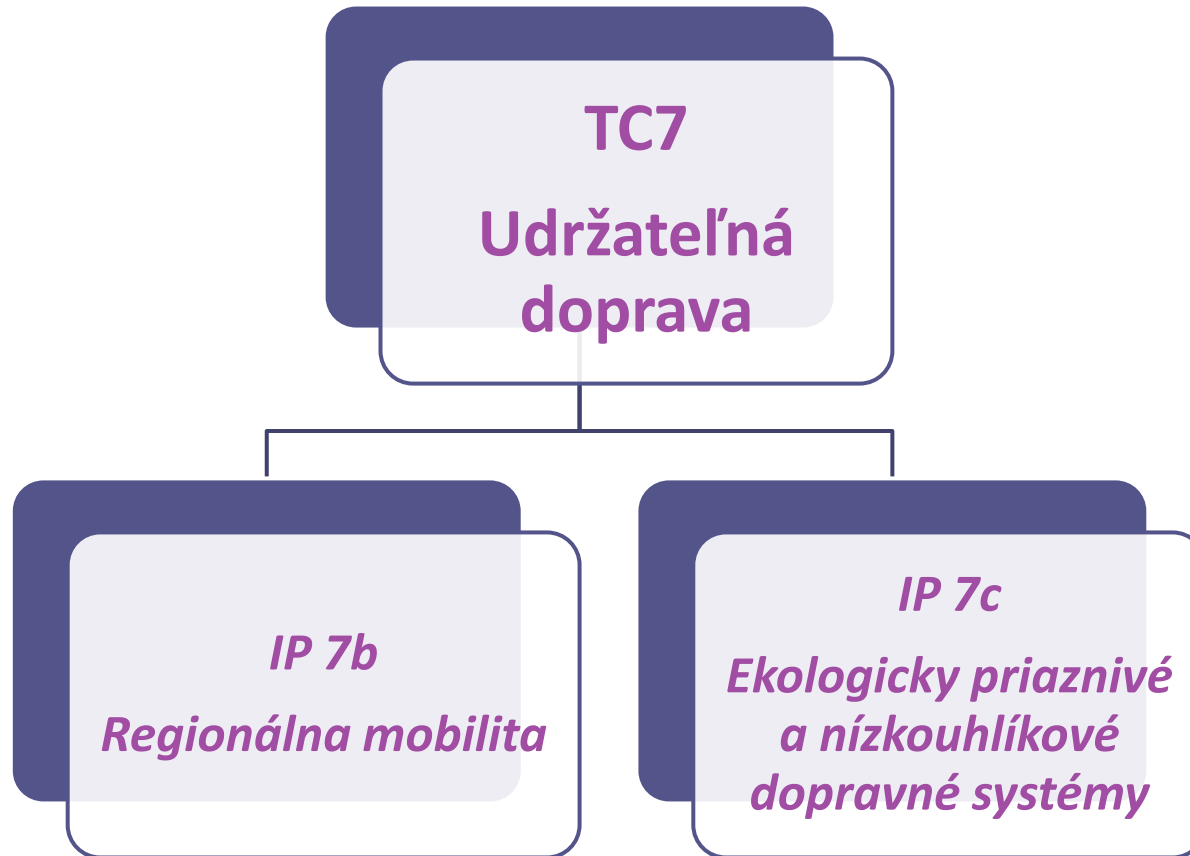 TC7
Udržateľná
doprava
IP 7b
Regionálna mobilita
IP 7c
Ekologicky priaznivé
a nízkouhlíkové
dopravné systémy